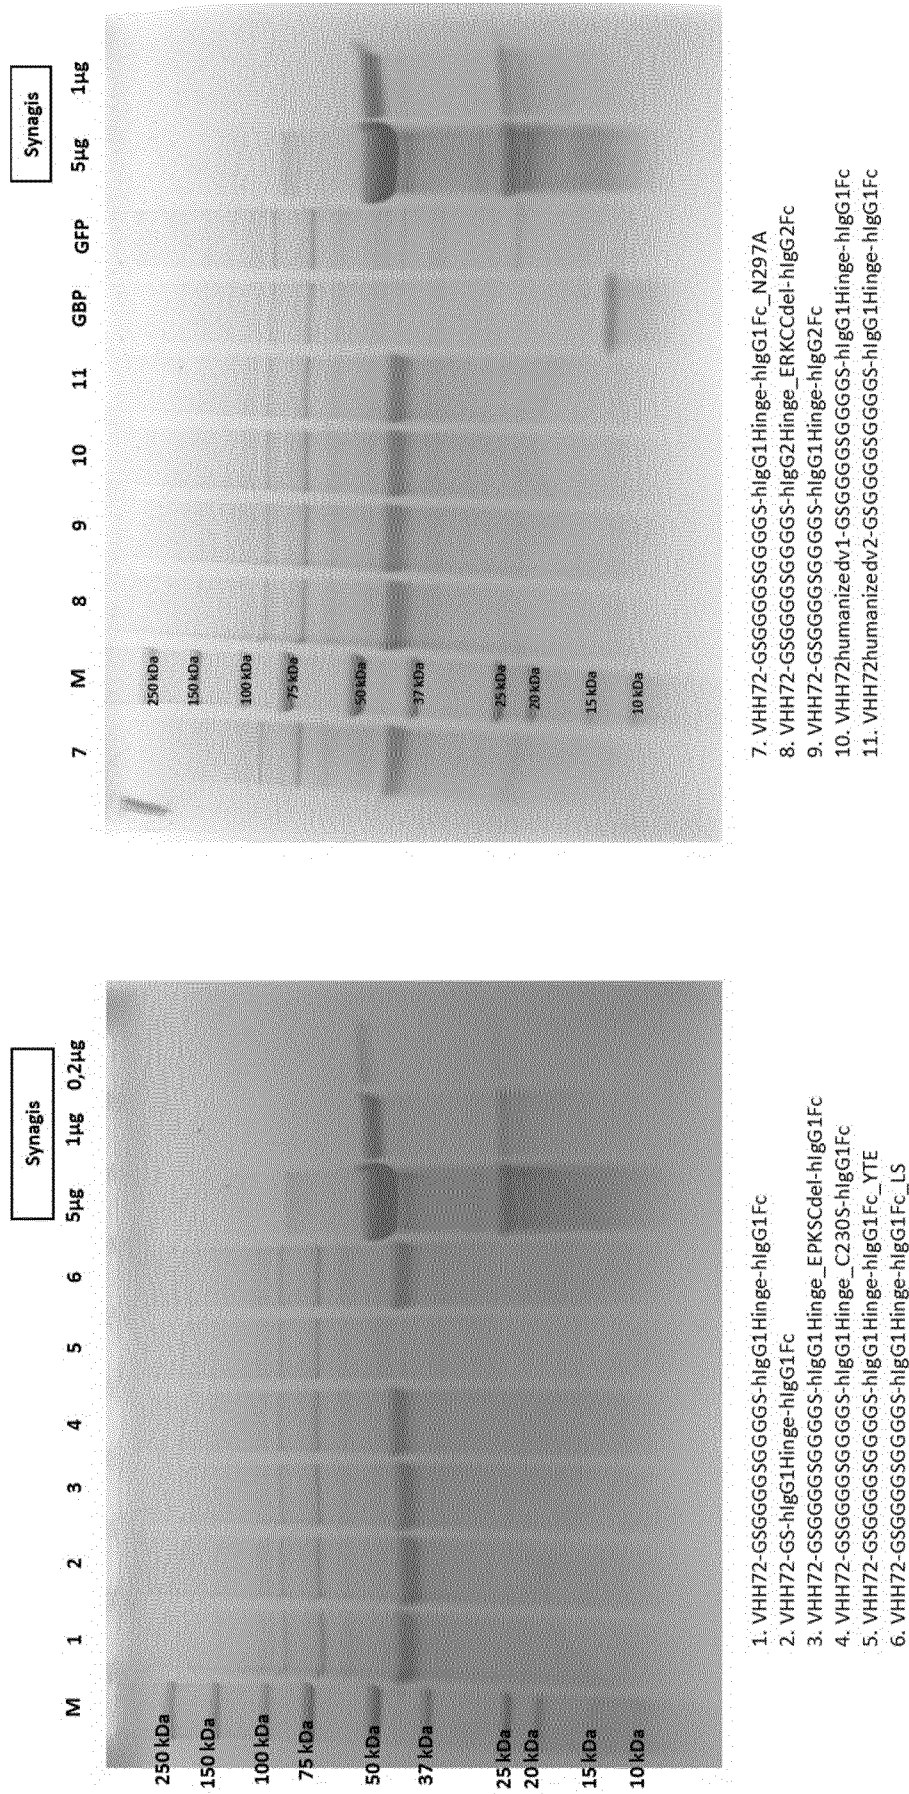 Synagis
M 1 2 3 4 5 6 5µg 1µg 0,2µg
250 kDa
150 kDa
100 kDa
75 kDa
50 kDa
37 kDa
25 kDa
20 kDa
15 kDa
10 kDa
1. VHH72-GSGGGGSGGGGS-hIgG1Hinge-hIgG1Fc
2. VHH72-GS-hIgG1Hinge-hIgG1Fc
3. VHH72-GSGGGGSGGGGS-hIgG1Hinge_EPKSCdel-hIgG1Fc
4. VHH72-GSGGGGSGGGGS-hIgG1Hinge_C230S-hIgG1Fc
5. VHH72-GSGGGGSGGGGS-hIgG1Hinge-hIgG1Fc_YTE
6. VHH72-GSGGGGSGGGGS-hIgG1Hinge-hIgG1Fc_LS
Synagis
7 M 8 9 10 11 GBP GFP 5µg 1µg
250 kDa
150 kDa
100 kDa
75 kDa
50 kDa
37 kDa
25 kDa
20 kDa
15 kDa
10 kDa
7. VHH72-GSGGGGSGGGGS-hIgG1Hinge-hIgG1Fc_N297A
8. VHH72-GSGGGGSGGGGS-hIgG2Hinge_ERKCCdel-hIgG2Fc
9. VHH72-GSGGGGSGGGGS-hIgG1Hinge-hIgG2Fc
10. VHH72humanizedv1-GSGGGGSGGGGS-hIgG1Hinge-hIgG1Fc
11. VHH72humanizedv2-GSGGGGSGGGGS-hIgG1Hinge-hIgG1Fc